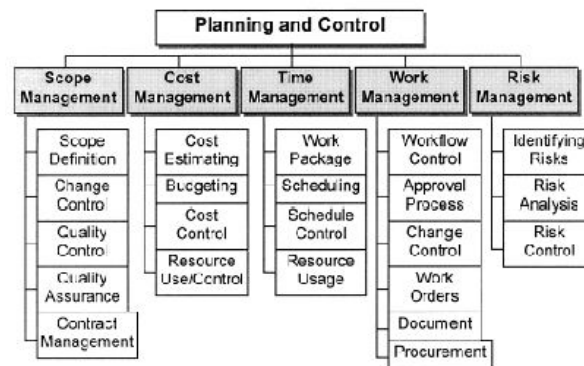 Planning and Control
Scope
Management
Cost
Management
Time
Management
Work
Management
Risk
Management
Scope
Definition
Change
Control
Quality
Control
Quality
Assurance
Contract
Management
Cost
Estimating
Budgeting
Cost
Control
Resource
Use/Control
Work
Package
Scheduling
Schedule
Control
Resource
Usage
Workflow
Control
Approval
Process
Change
Control
Work
Orders
Document
Procurement
Identifying
Risks
Risk
Analysis
Risk
Control